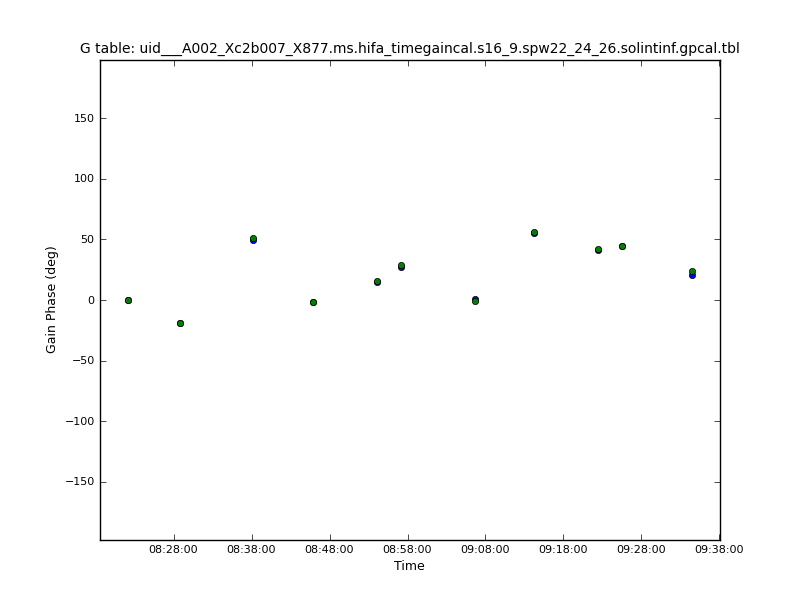 G table: uid___A002_Xc2b007_X877.ms.hifa_timegaincal.s16_9.spw22_24_26.solintinf.gpcal.tbl
150
100
50
0
−50
−100
−150
Gain Phase (deg)
08:28:00 08:38:00 08:48:00 08:58:00 09:08:00 09:18:00 09:28:00 09:38:00
Time